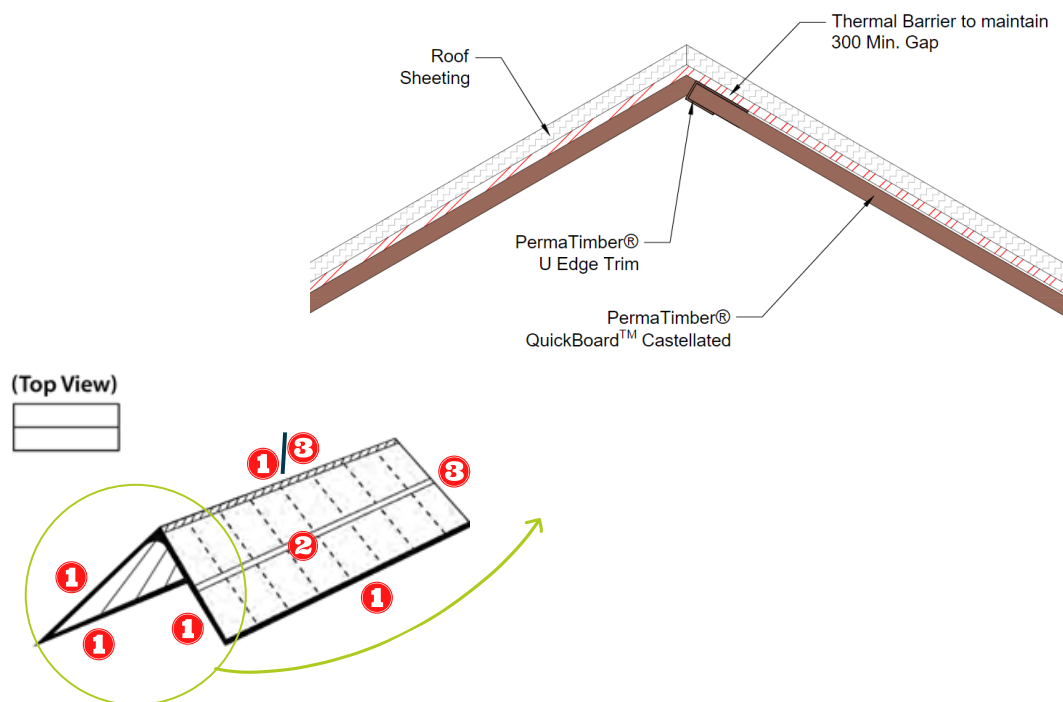 Thermal Barrier to maintain
300 Min. Gap
Roof
Sheeting
PermaTimber®
U Edge Trim
PermaTimber®
QuickBoard™ Castellated
(Top View)
1/3
3
2
1
1
1
1